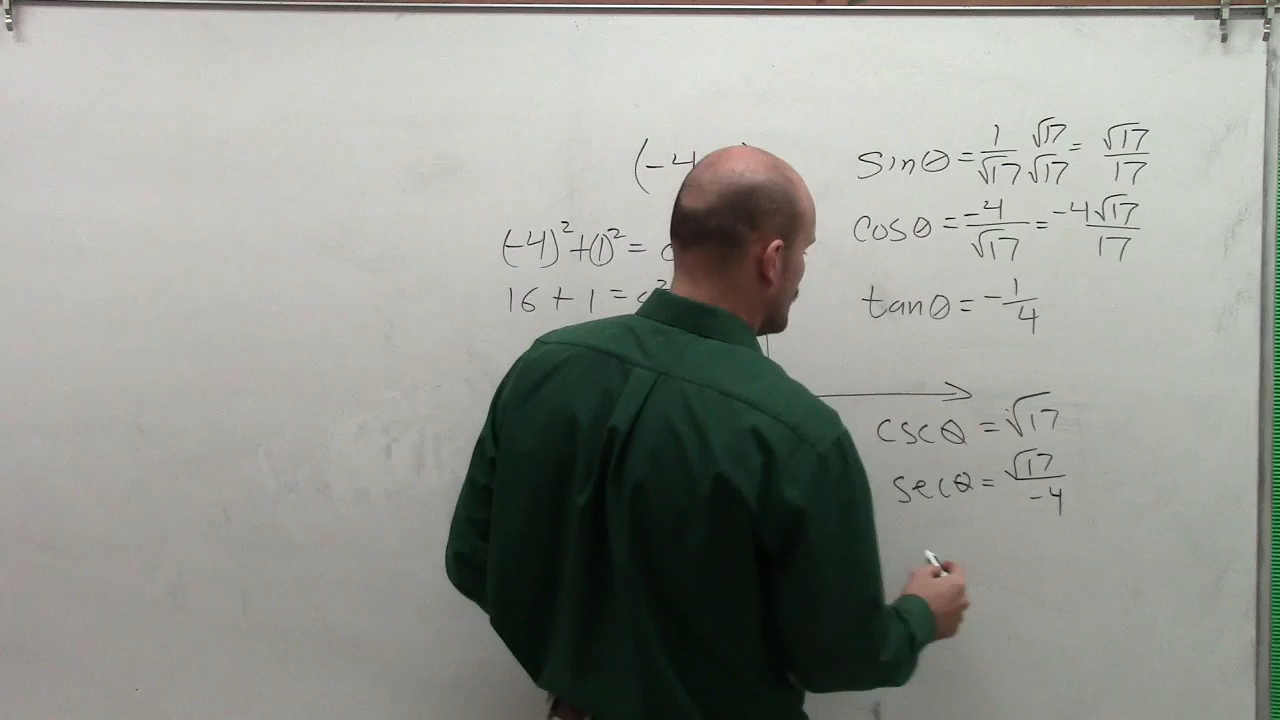 (-4
(-4)² + (1)² = c
16 + 1 = c²
sinθ = 1/√17 √17/√17 = √17/17
cosθ = -4/√17 = -4√17/17
tanθ = -1/4
cscθ = √17
secθ = √17/-4